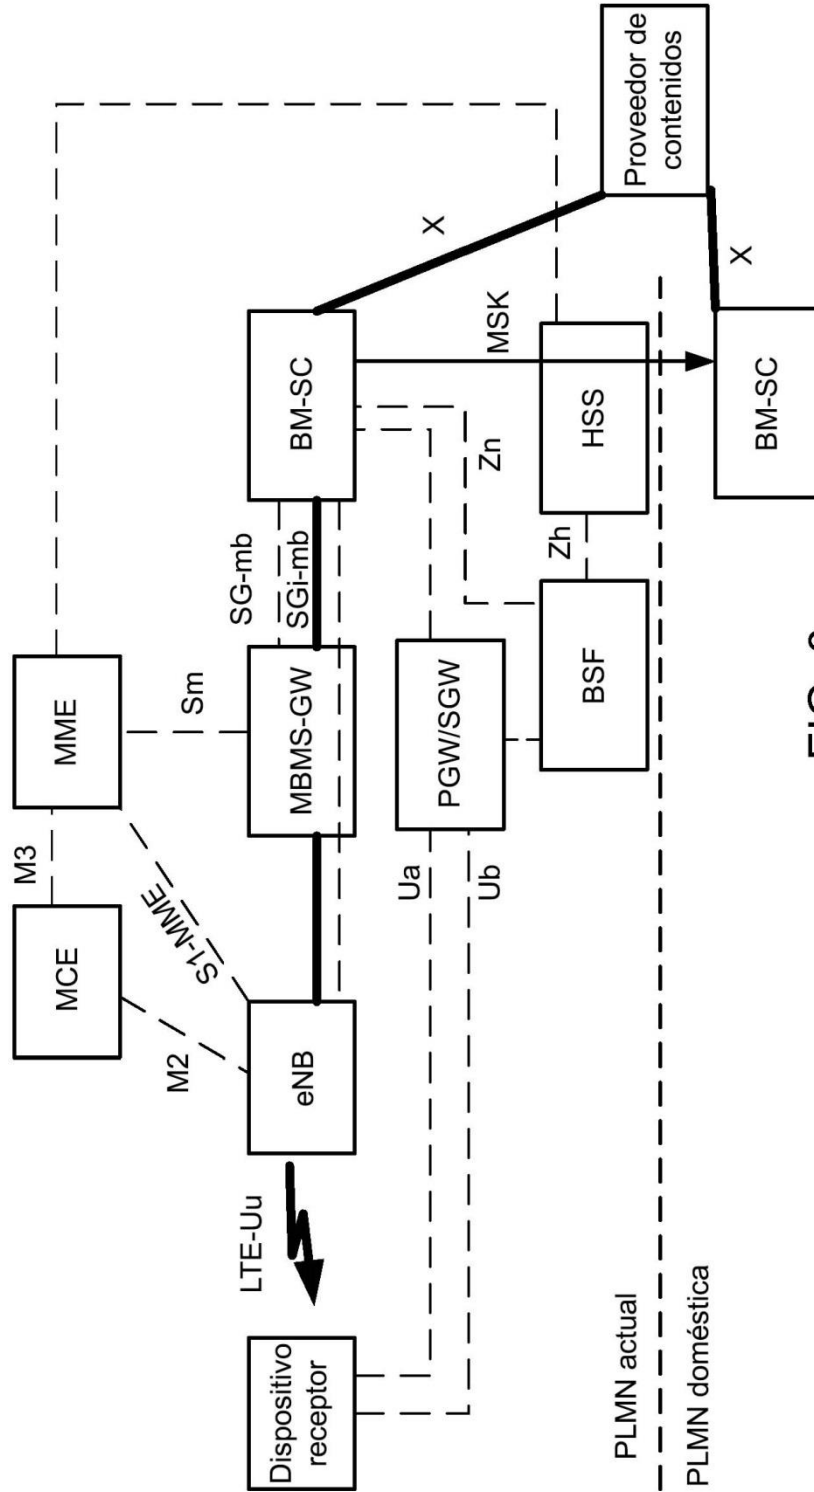 M3
MCE
MME
M2
S1-MME
Sm
LTE-Uu
SG-mb
SGi-mb
Dispositivo
receptor
eNB
MBMS-GW
BM-SC
X
Ua
PGW/SGW
Ub
Zn
MSK
Zh
BSF
HSS
Proveedor de
contenidos
PLMN actual
PLMN doméstica
X
BM-SC
FIG.